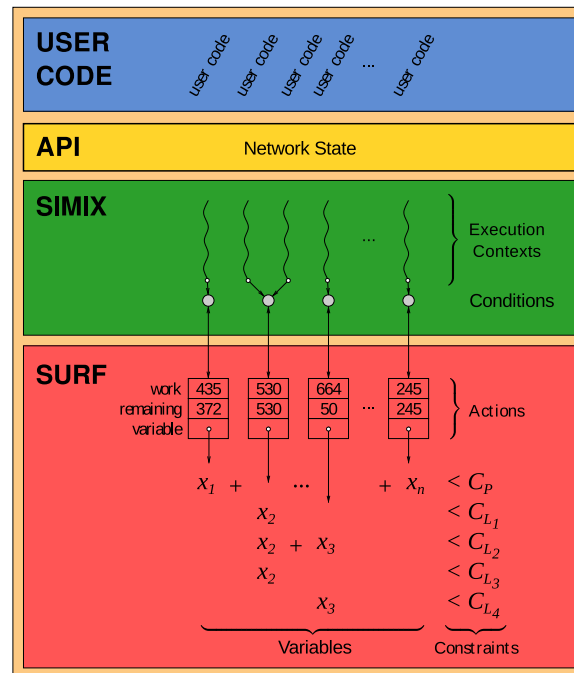 USER
CODE
user code user code user code user code ... user code
API
Network State
SIMIX
...
Execution
Contexts
Conditions
SURF
work 435 530 664 245
remaining 372 530 50 ... 245 Actions
variable
x1 + ... + xn < CP
x2 < CL1
x2 + x3 < CL2
x2 < CL3
x3 < CL4
Variables Constraints